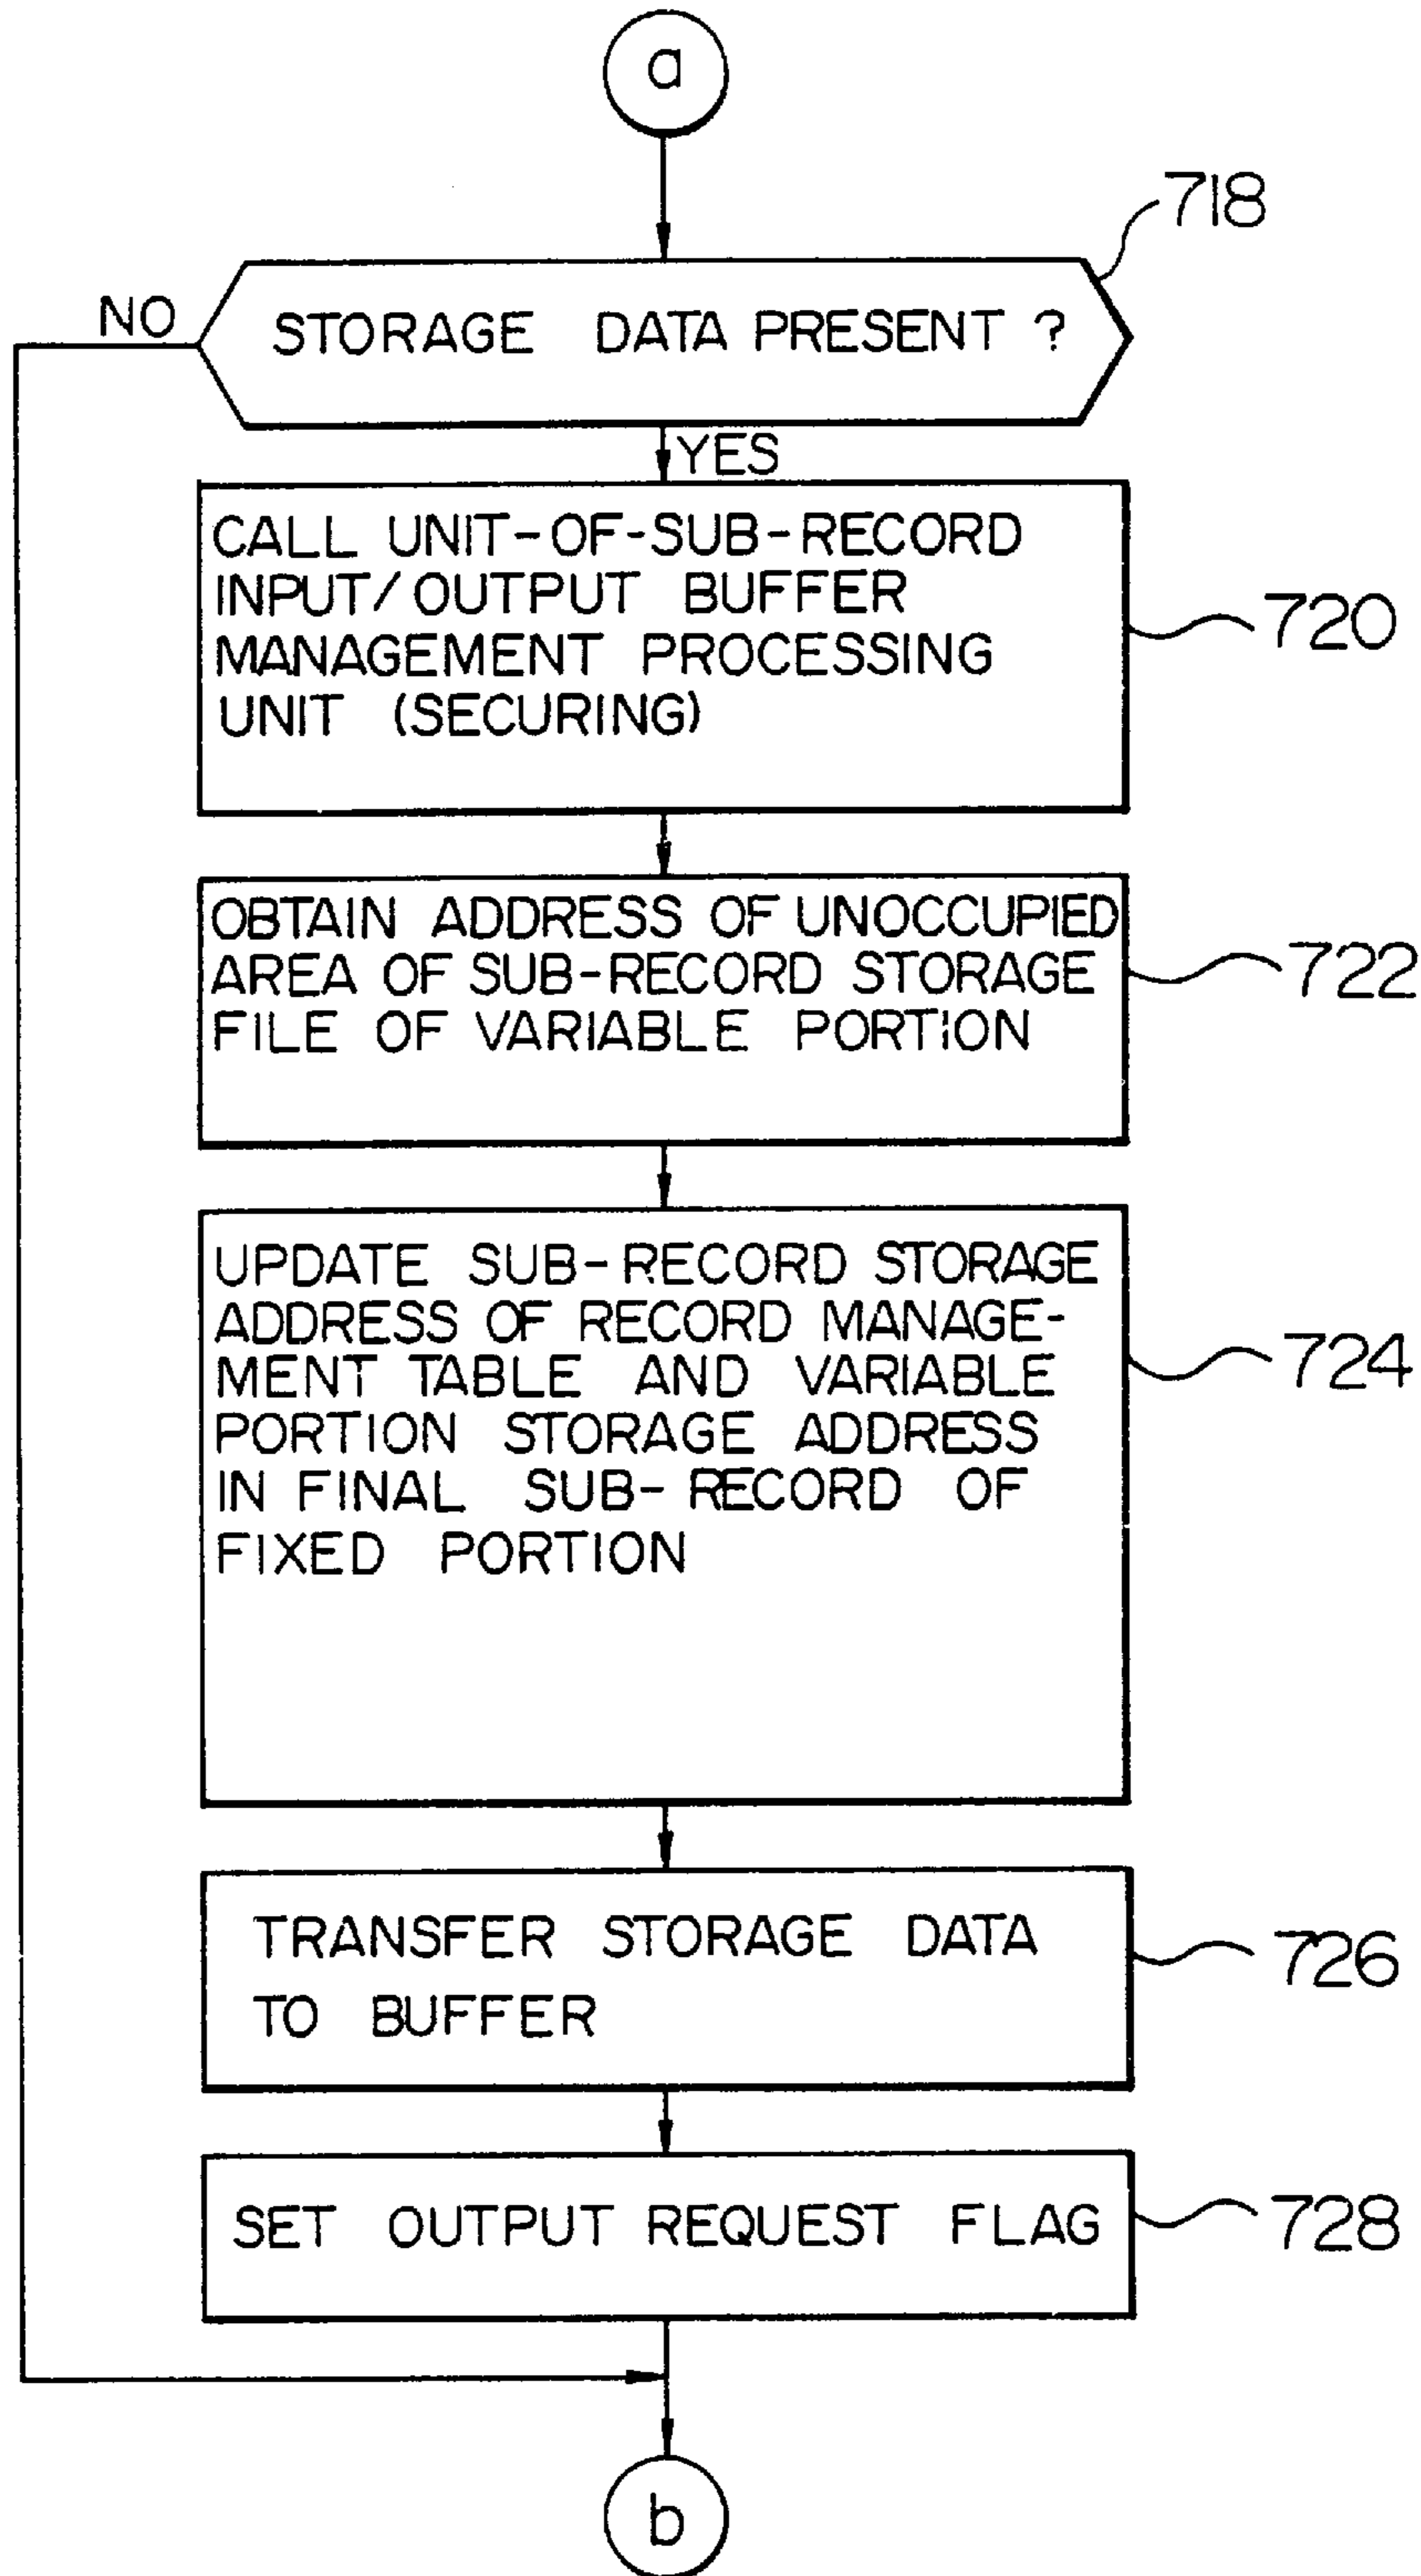 a
718
NO
STORAGE DATA PRESENT ?
YES
CALL UNIT-OF-SUB-RECORD
INPUT/OUTPUT BUFFER
MANAGEMENT PROCESSING
UNIT (SECURING)
720
OBTAIN ADDRESS OF UNOCCUPIED
AREA OF SUB-RECORD STORAGE
FILE OF VARIABLE PORTION
722
UPDATE SUB-RECORD STORAGE
ADDRESS OF RECORD MANAGE-
MENT TABLE AND VARIABLE
PORTION STORAGE ADDRESS
IN FINAL SUB-RECORD OF
FIXED PORTION
724
TRANSFER STORAGE DATA
TO BUFFER
726
SET OUTPUT REQUEST FLAG
728
b